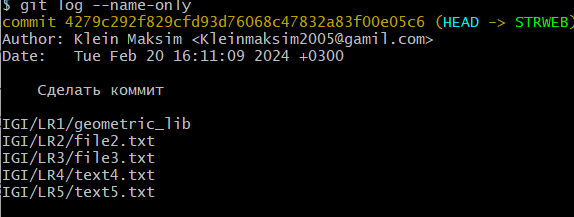 $ git log --name-only
commit 4279c292f829cfd93d76068c47832a83f00e05c6 (HEAD -> STRWEB)
Author: Klein Maksim <Kleinmaksim2005@gamil.com>
Date:   Tue Feb 20 16:11:09 2024 +0300
Сделать коммит
IGI/LR1/geometric_lib
IGI/LR2/file2.txt
IGI/LR3/file3.txt
IGI/LR4/text4.txt
IGI/LR5/text5.txt